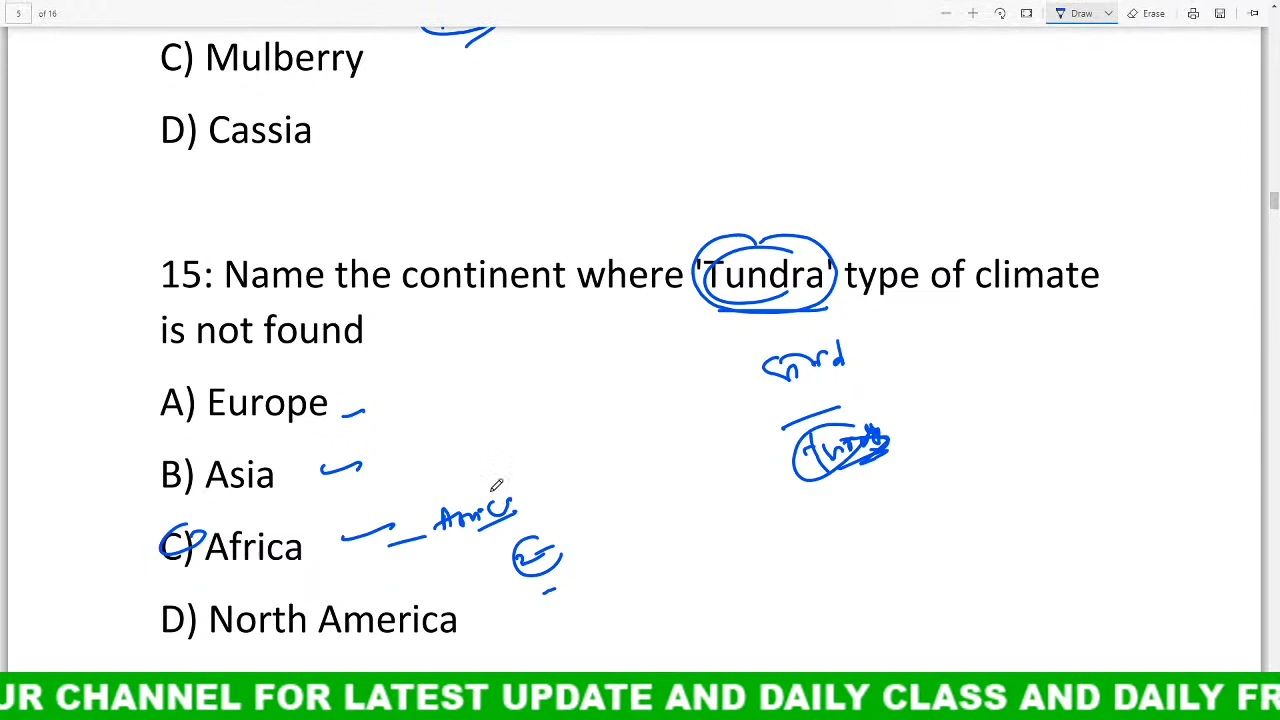 5 of 16
Draw
Erase
C) Mulberry
D) Cassia
15: Name the continent where 'Tundra' type of climate
is not found
A) Europe
B) Asia
C) Africa
D) North America
UR CHANNEL FOR LATEST UPDATE AND DAILY CLASS AND DAILY FR